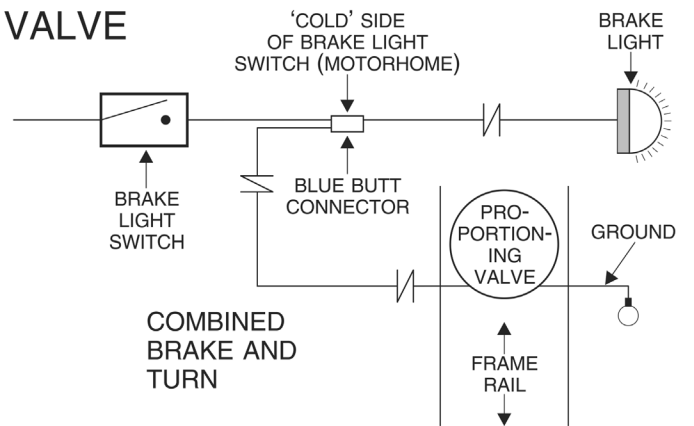 VALVE
‘COLD’ SIDE
OF BRAKE LIGHT
SWITCH (MOTORHOME)
BRAKE
LIGHT
BRAKE
LIGHT
SWITCH
BLUE BUTT
CONNECTOR
PRO-
PORTION-
ING
VALVE
GROUND
COMBINED
BRAKE AND
TURN
FRAME
RAIL